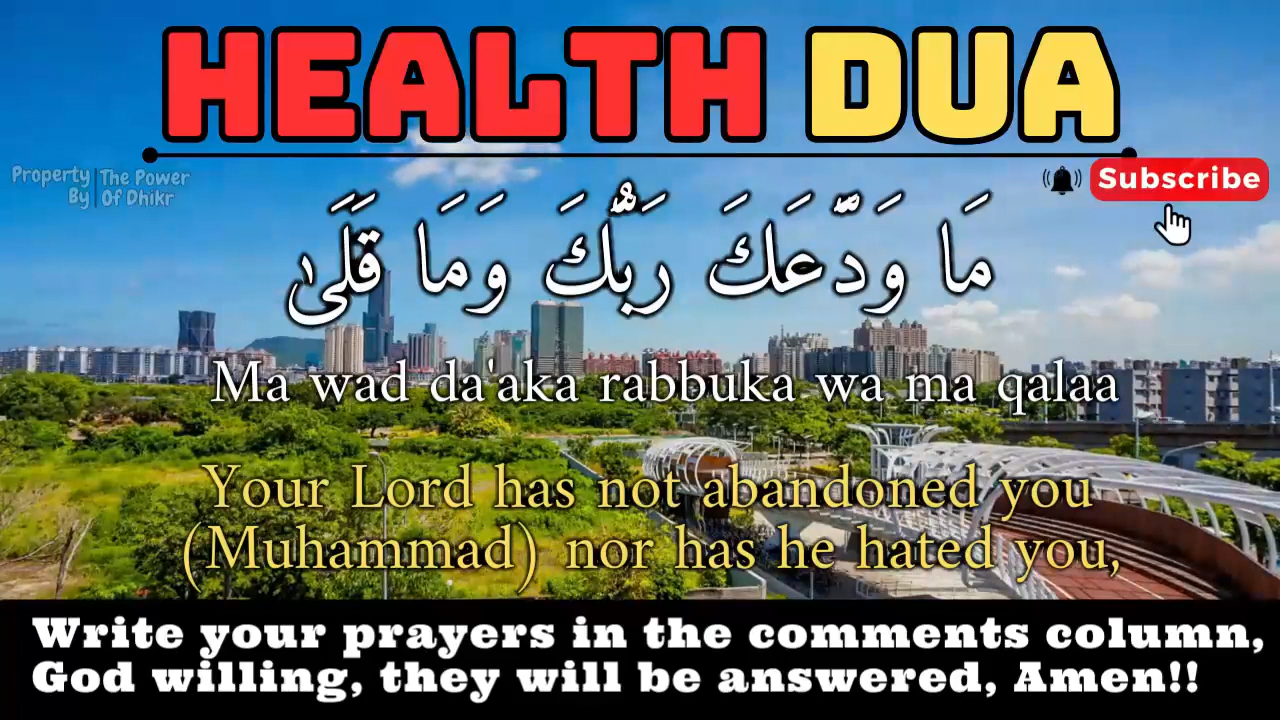 HEALTH DUA
Property By
The Power Of Dhikr
Subscribe
مَا وَدَّعَكَ رَبُّكَ وَمَا قَلَىٰ
Ma wad da'aka rabbuka wa ma qalaa
Your Lord has not abandoned you
(Muhammad) nor has he hated you,
Write your prayers in the comments column,
God willing, they will be answered, Amen!!